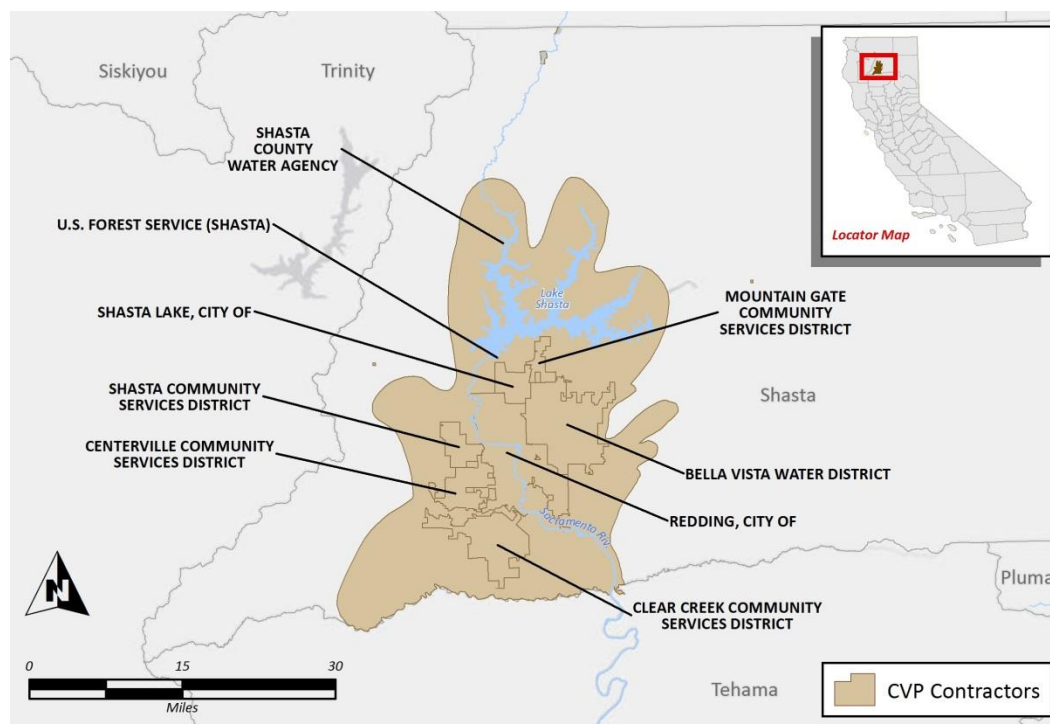 Siskiyou
Trinity
SHASTA
COUNTY
WATER AGENCY
U.S. FOREST SERVICE (SHASTA)
SHASTA LAKE, CITY OF
SHASTA COMMUNITY
SERVICES DISTRICT
CENTERVILLE COMMUNITY
SERVICES DISTRICT
Lake
Shasta
MOUNTAIN GATE
COMMUNITY
SERVICES DISTRICT
Shasta
BELLA VISTA WATER DISTRICT
REDDING, CITY OF
Sacramento Riv.
CLEAR CREEK COMMUNITY
SERVICES DISTRICT
Pluma
Tehama
Locator Map
N
0 15 30
Miles
CVP Contractors